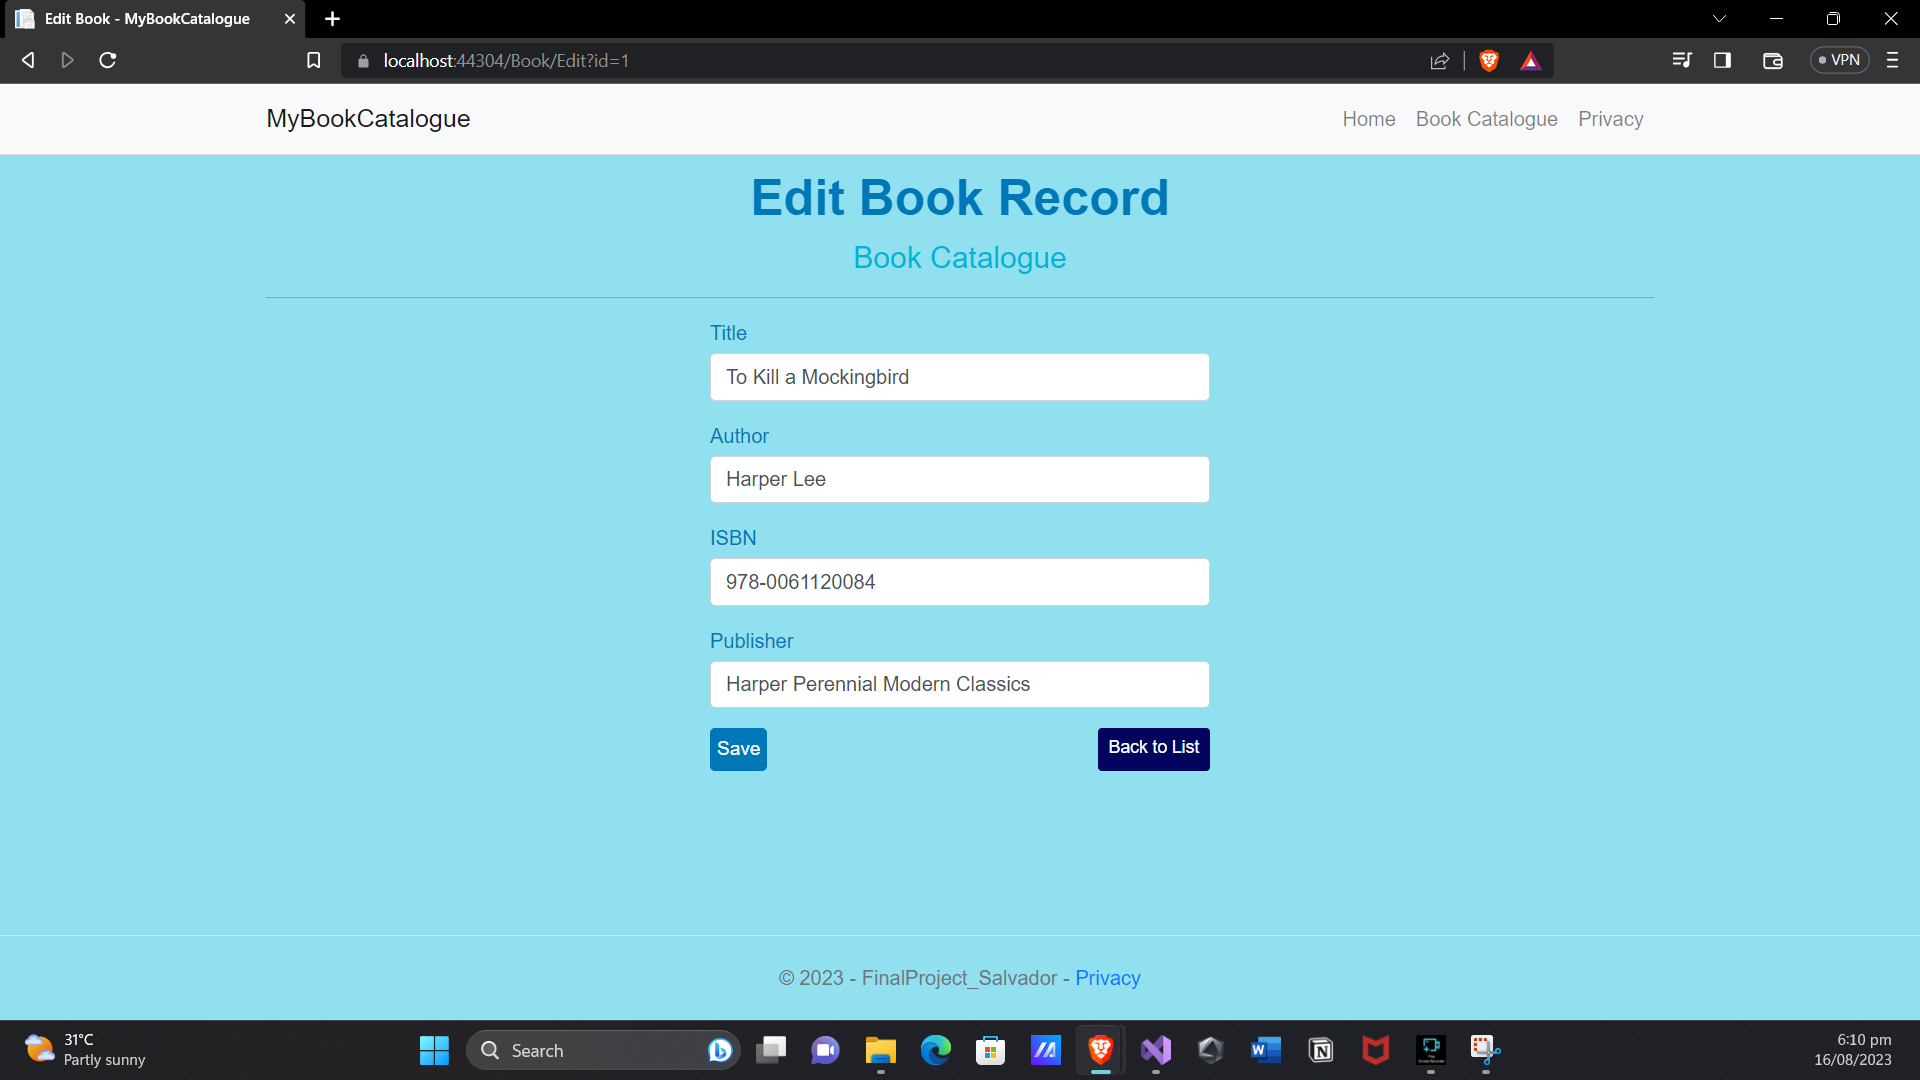 Edit Book - MyBookCatalogue
localhost:44304/Book/Edit?id=1
VPN
MyBookCatalogue
Home Book Catalogue Privacy
Edit Book Record
Book Catalogue
Title
To Kill a Mockingbird
Author
Harper Lee
ISBN
978-0061120084
Publisher
Harper Perennial Modern Classics
Save
Back to List
© 2023 - FinalProject_Salvador - Privacy
31°C
Partly sunny
Search
6:10 pm
16/08/2023